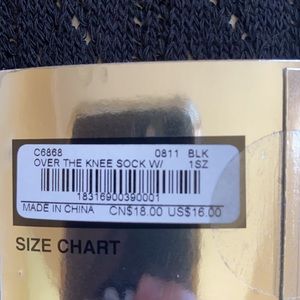 C6868 0811 BLK
OVER THE KNEE SOCK W/ 1SZ
18316900390001
MADE IN CHINA CN$18.00 US$16.00
SIZE CHART